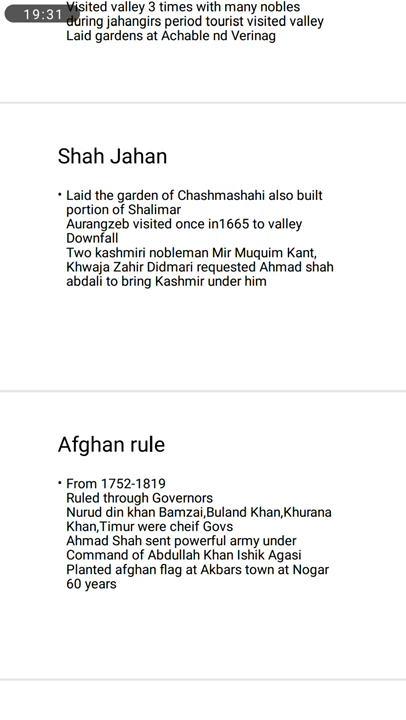 19:31
Visited valley 3 times with many nobles
during jahangirs period tourist visited valley
Laid gardens at Achable nd Verinag
Shah Jahan
• Laid the garden of Chashmashahi also built
portion of Shalimar
Aurangzeb visited once in1665 to valley
Downfall
Two kashmiri nobleman Mir Muquim Kant,
Khwaja Zahir Didmari requested Ahmad shah
abdali to bring Kashmir under him
Afghan rule
• From 1752-1819
Ruled through Governors
Nurud din khan Bamzai,Buland Khan,Khurana
Khan,Timur were cheif Govs
Ahmad Shah sent powerful army under
Command of Abdullah Khan Ishik Agasi
Planted afghan flag at Akbars town at Nogar
60 years